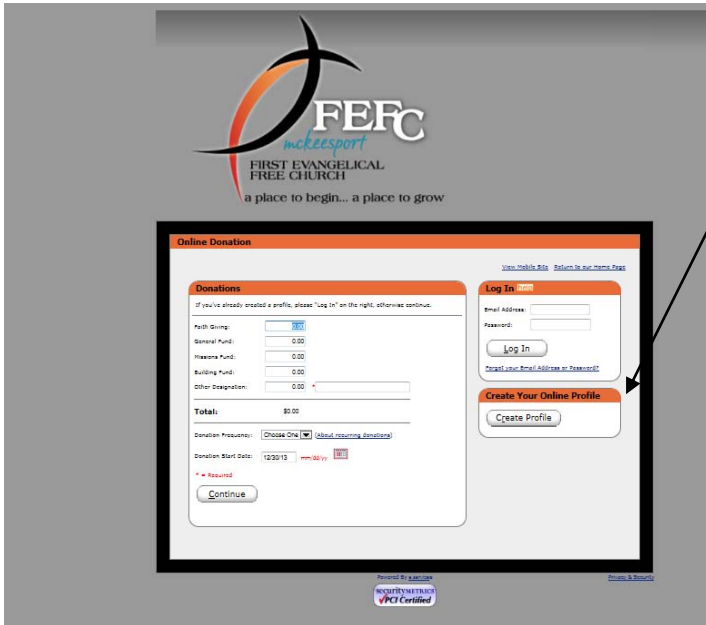 FEFC
mckeesport
FIRST EVANGELICAL
FREE CHURCH
a place to begin... a place to grow
Online Donation
View Mobile Site Return to our Home Page
Donations
If you've already created a profile, please "Log In" on the right, otherwise continue.
Faith Giving: 0.00
General Fund: 0.00
Missions Fund: 0.00
Building Fund: 0.00
Other Designation: 0.00 *
Total: $0.00
Donation Frequency: Choose One (About recurring donations)
Donation Start Date: 12/30/13 mm/dd/yy
* = Required
Continue
Log In Help
Email Address:
Password:
Log In
Forgot your Email Address or Password?
Create Your Online Profile
Create Profile
Powered By eservices
Privacy & Security
SECURITYMETRICS
PCI Certified